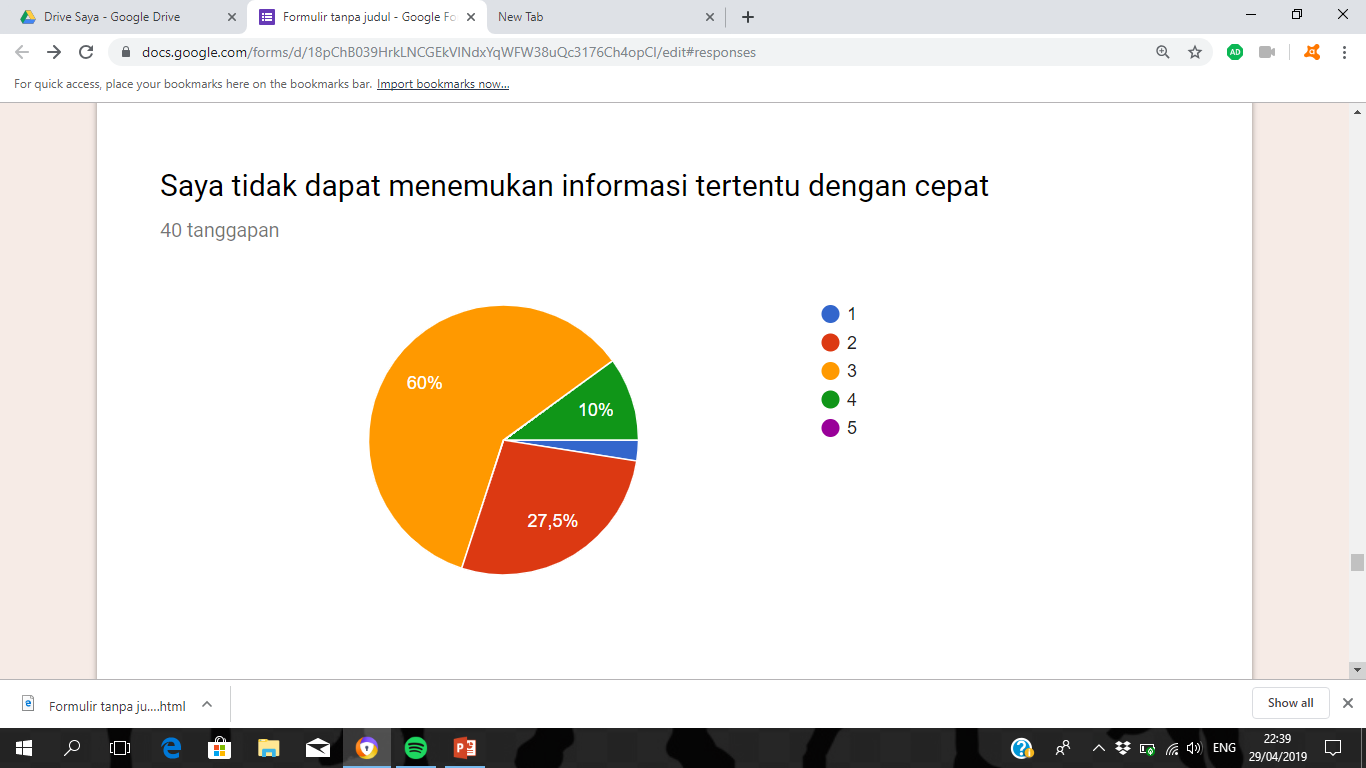 Drive Saya - Google Drive
Formulir tanpa judul - Google Fo
New Tab
docs.google.com/forms/d/18pChB039HrkLNCGEkVINdxYqWFW38uQc3176Ch4opCI/edit#responses
AD
For quick access, place your bookmarks here on the bookmarks bar. Import bookmarks now...
Saya tidak dapat menemukan informasi tertentu dengan cepat
40 tanggapan
60%
10%
27,5%
1
2
3
4
5
Formulir tanpa ju....html
Show all
ENG
22:39
29/04/2019